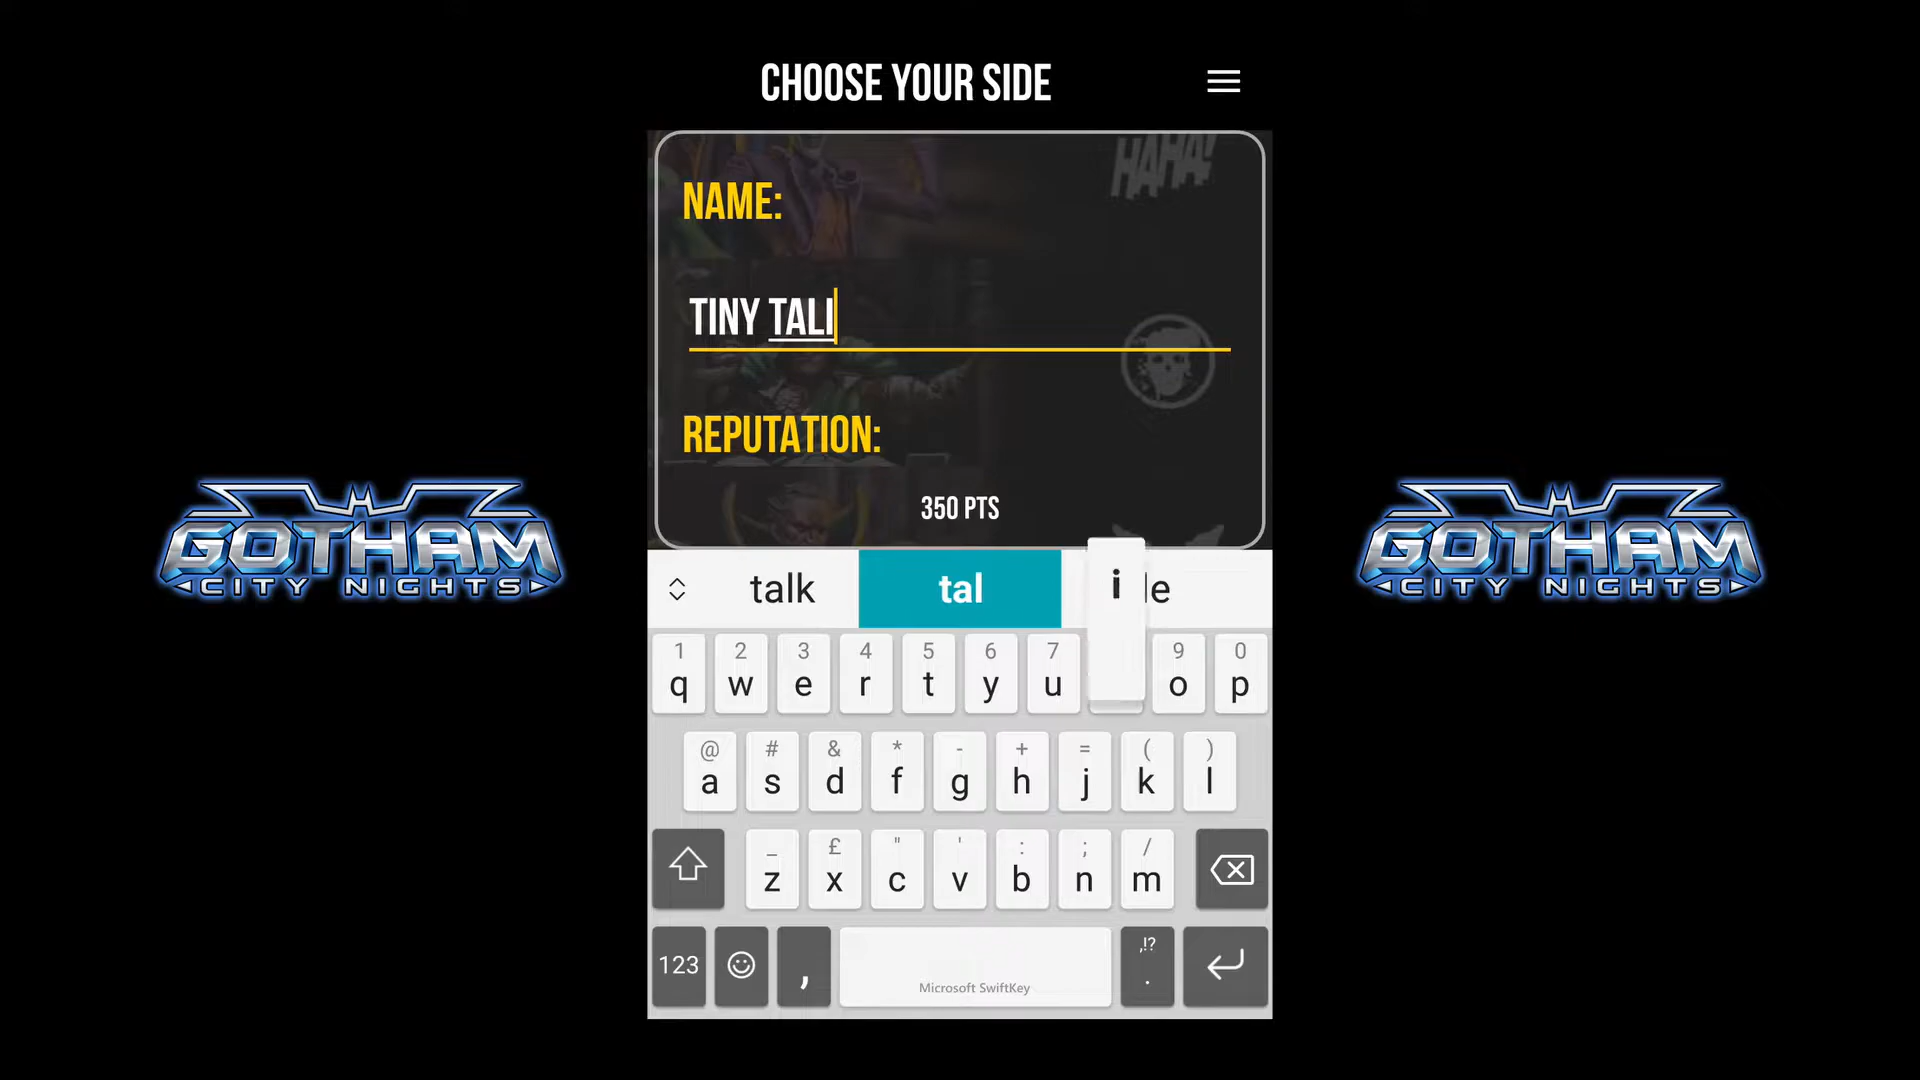 CHOOSE YOUR SIDE
HAHA!
NAME:
TINY TALI
REPUTATION:
350 PTS
GOTHAM
CITY NIGHTS
GOTHAM
CITY NIGHTS
talk tal i le
1 2 3 4 5 6 7 9 0
q w e r t y u o p
@ # & * - + = ( )
a s d f g h j k l
_ £ " ' : ; /
z x c v b n m
123 , ,!? .
Microsoft SwiftKey